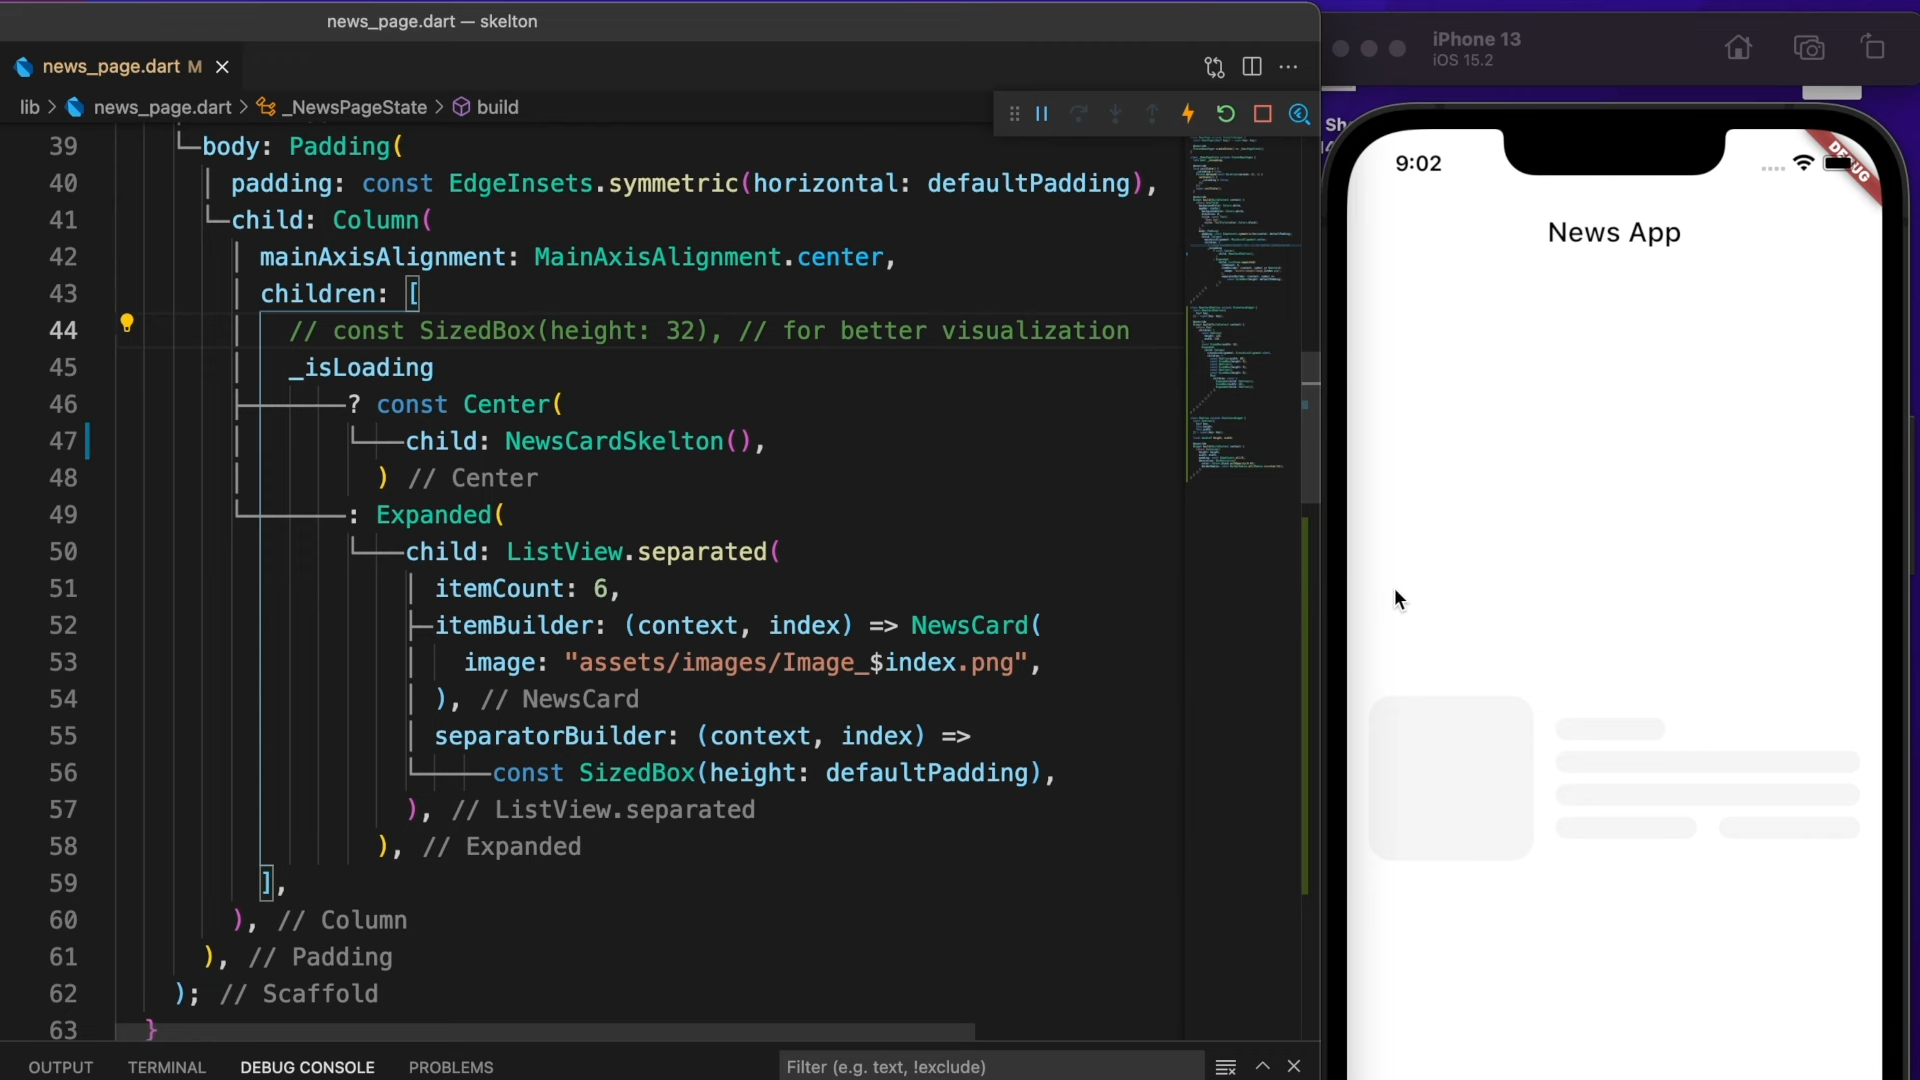 news_page.dart — skelton
news_page.dart M
lib > news_page.dart > _NewsPageState > build
39 body: Padding(
40 padding: const EdgeInsets.symmetric(horizontal: defaultPadding),
41 child: Column(
42 mainAxisAlignment: MainAxisAlignment.center,
43 children: [
44 // const SizedBox(height: 32), // for better visualization
45 _isLoading
46 ? const Center(
47 child: NewsCardSkelton(),
48 ) // Center
49 : Expanded(
50 child: ListView.separated(
51 itemCount: 6,
52 itemBuilder: (context, index) => NewsCard(
53 image: "assets/images/Image_$index.png",
54 ), // NewsCard
55 separatorBuilder: (context, index) =>
56 const SizedBox(height: defaultPadding),
57 ), // ListView.separated
58 ), // Expanded
59 ],
60 ), // Column
61 ), // Padding
62 ); // Scaffold
63 }
OUTPUT TERMINAL DEBUG CONSOLE PROBLEMS
Filter (e.g. text, !exclude)
iPhone 13
iOS 15.2
9:02
DEBUG
News App